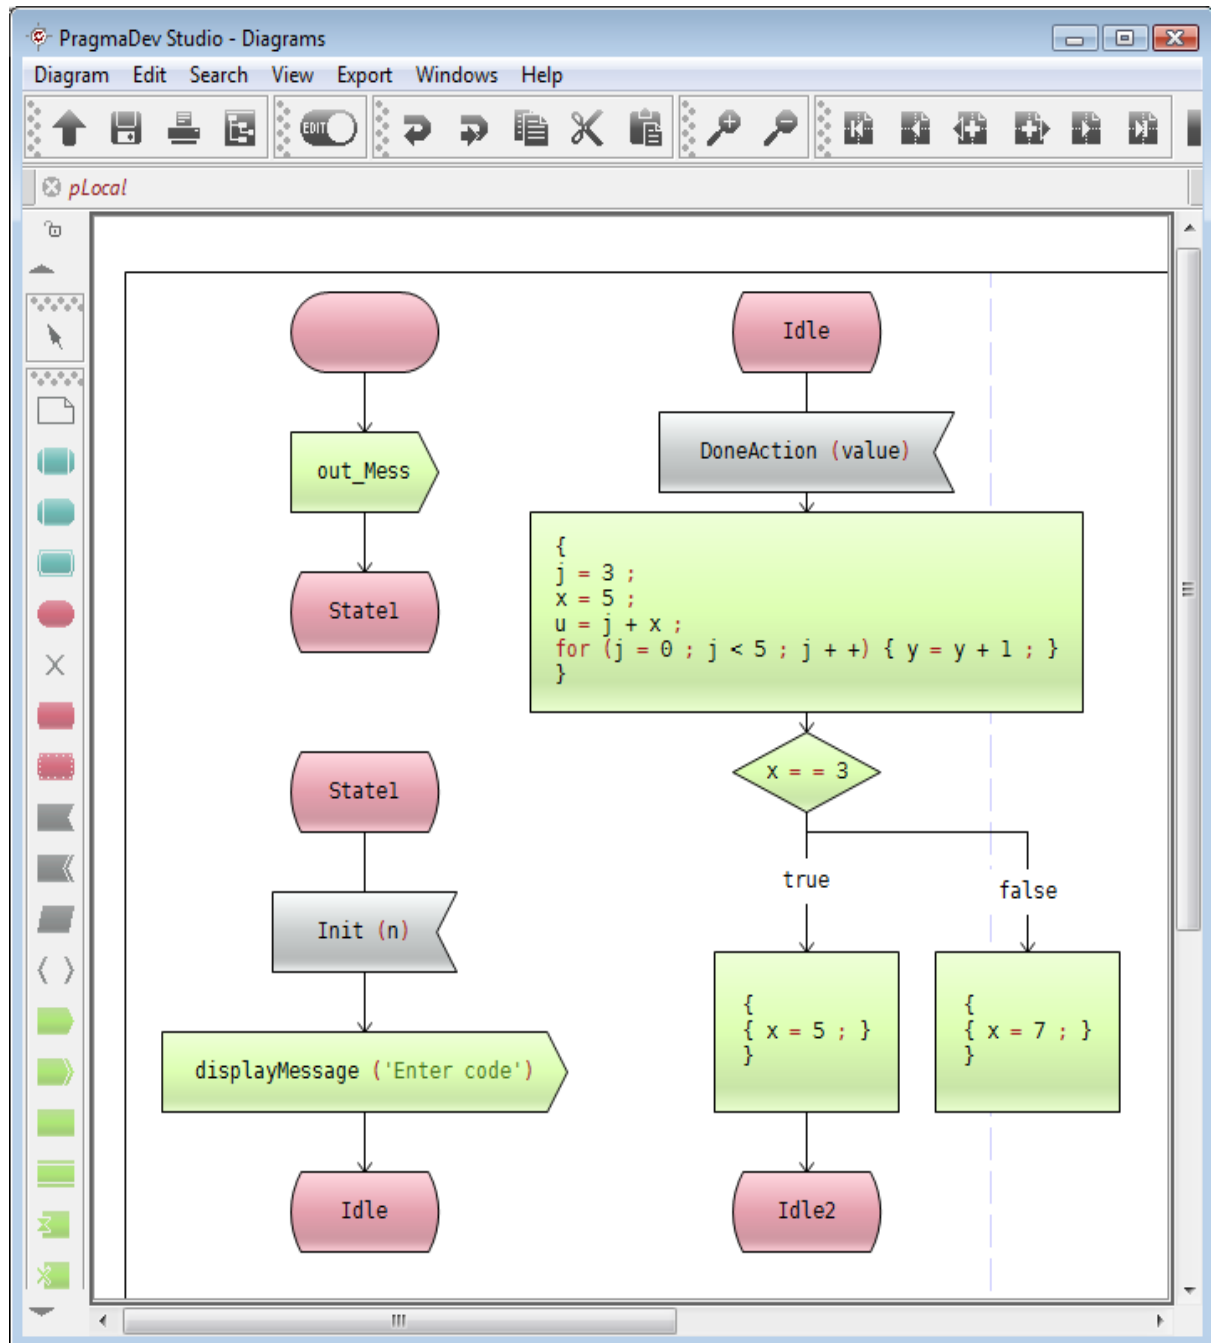 PragmaDev Studio - Diagrams
Diagram Edit Search View Export Windows Help
EDIT
pLocal
out_Mess
State1
State1
Init (n)
displayMessage ('Enter code')
Idle
Idle
DoneAction (value)
{
j = 3 ;
x = 5 ;
u = j + x ;
for (j = 0 ; j < 5 ; j + +) { y = y + 1 ; }
}
x = = 3
true
false
{
{ x = 5 ; }
}
{
{ x = 7 ; }
}
Idle2